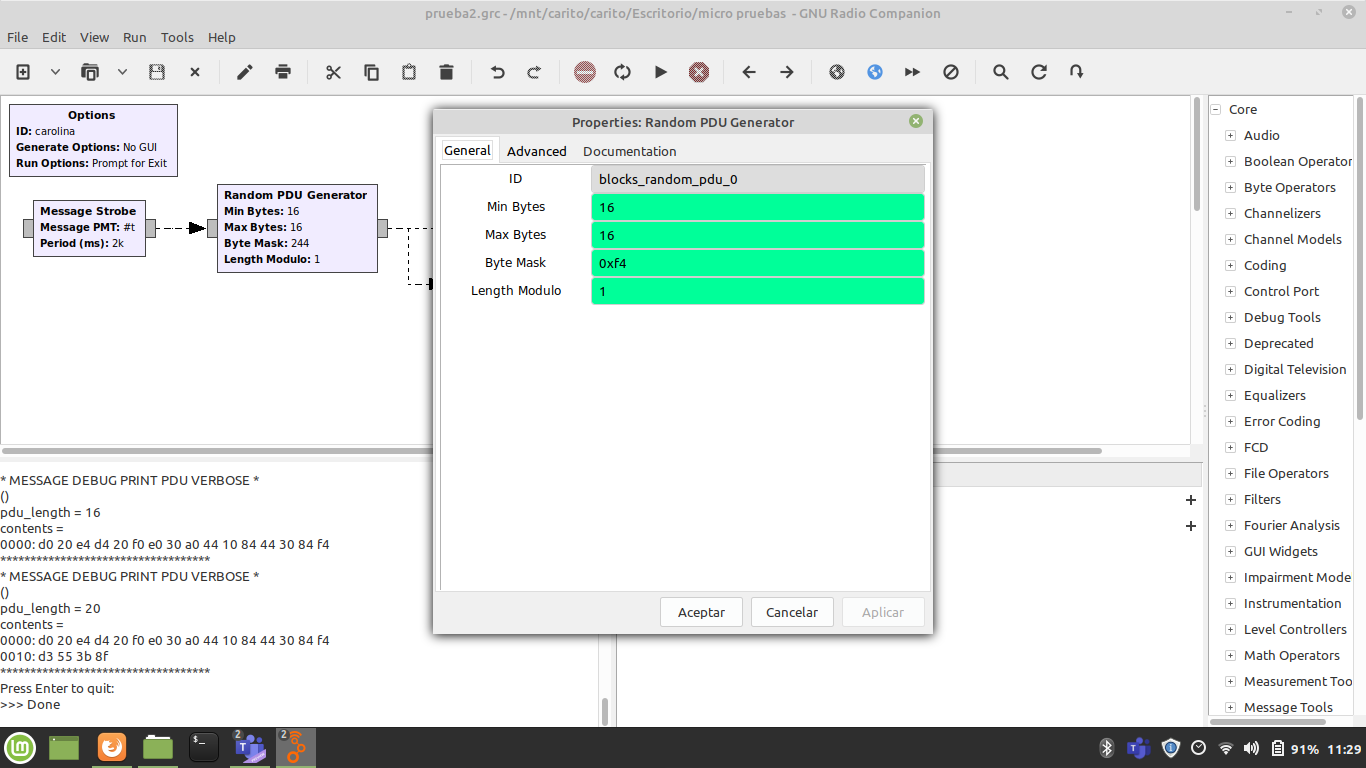 prueba2.grc - /mnt/carito/carito/Escritorio/micro pruebas - GNU Radio Companion
File Edit View Run Tools Help
Options
ID: carolina
Generate Options: No GUI
Run Options: Prompt for Exit
Message Strobe
Message PMT: #t
Period (ms): 2k
Random PDU Generator
Min Bytes: 16
Max Bytes: 16
Byte Mask: 244
Length Modulo: 1
Properties: Random PDU Generator
General Advanced Documentation
ID blocks_random_pdu_0
Min Bytes 16
Max Bytes 16
Byte Mask 0xf4
Length Modulo 1
Aceptar Cancelar Aplicar
Core
Audio
Boolean Operator
Byte Operators
Channelizers
Channel Models
Coding
Control Port
Debug Tools
Deprecated
Digital Television
Equalizers
Error Coding
FCD
File Operators
Filters
Fourier Analysis
GUI Widgets
Impairment Mode
Instrumentation
Level Controllers
Math Operators
Measurement Too
Message Tools
* MESSAGE DEBUG PRINT PDU VERBOSE *
()
pdu_length = 16
contents =
0000: d0 20 e4 d4 20 f0 e0 30 a0 44 10 84 44 30 84 f4
***********************************
* MESSAGE DEBUG PRINT PDU VERBOSE *
()
pdu_length = 20
contents =
0000: d0 20 e4 d4 20 f0 e0 30 a0 44 10 84 44 30 84 f4
0010: d3 55 3b 8f
***********************************
Press Enter to quit:
>>> Done
2 2 91% 11:29